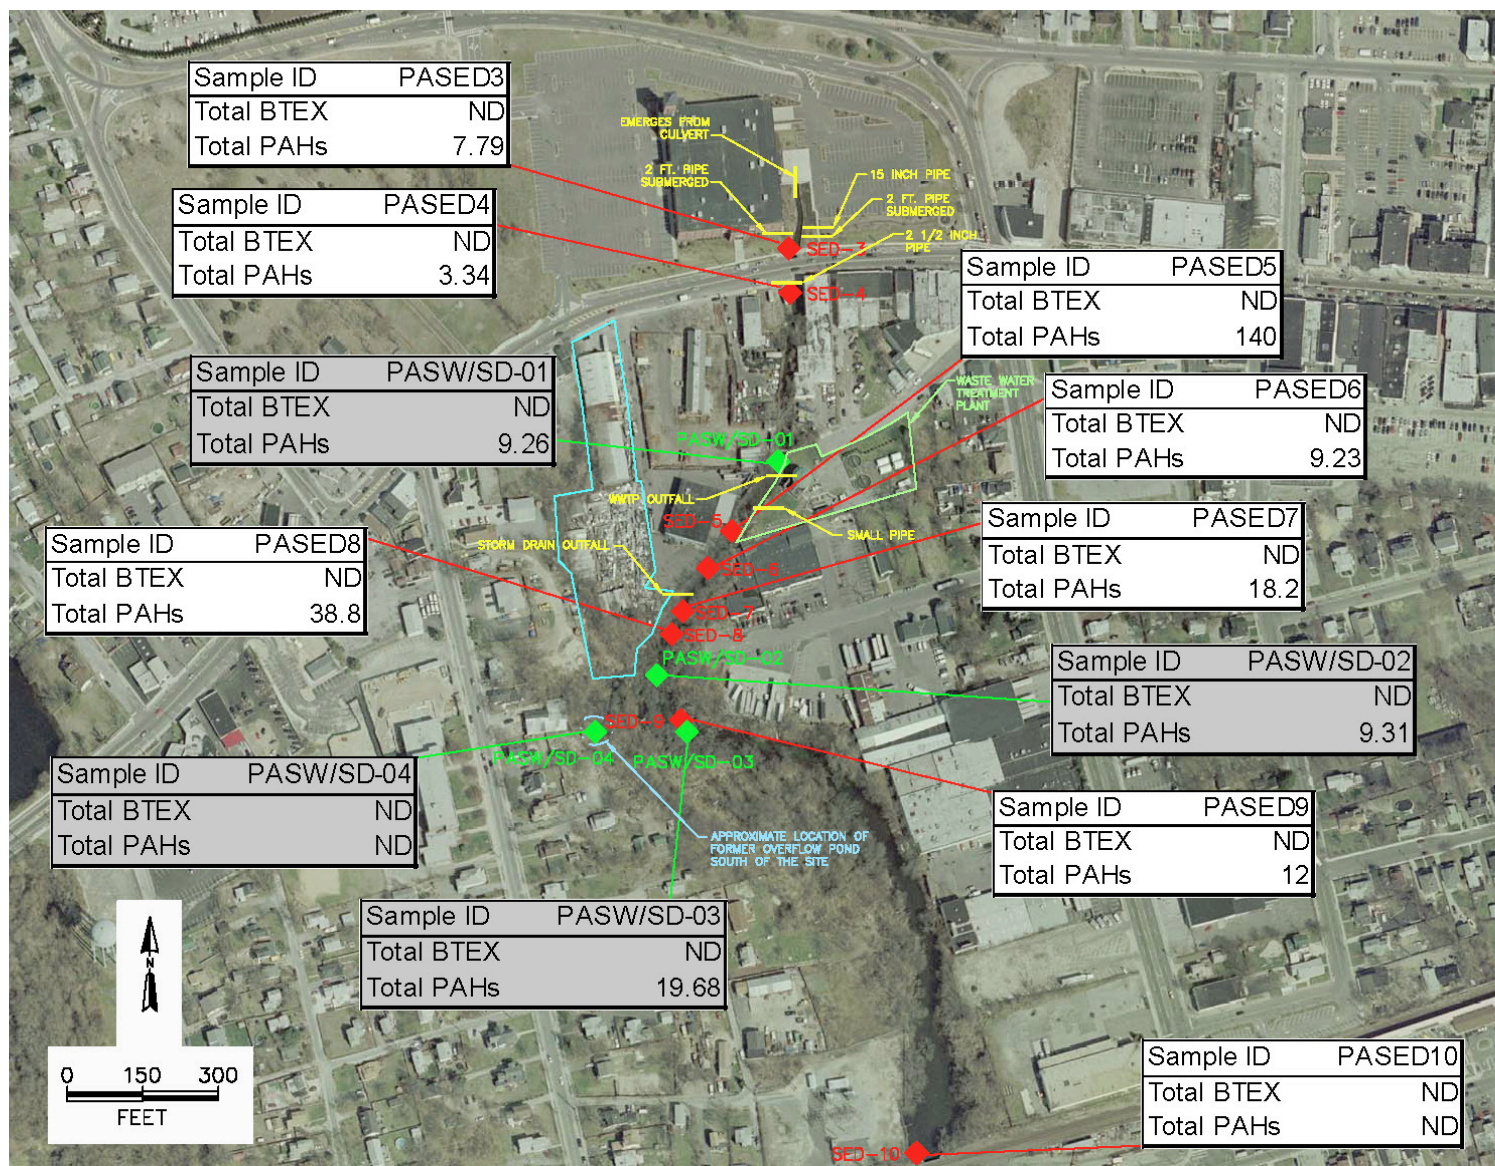 Sample ID PASED3
Total BTEX ND
Total PAHs 7.79
EMERGES FROM
CULVERT
2 FT. PIPE
SUBMERGED
15 INCH PIPE
2 FT. PIPE
SUBMERGED
2 1/2 INCH
PIPE
SED-3
SED-4
Sample ID PASED4
Total BTEX ND
Total PAHs 3.34
Sample ID PASED5
Total BTEX ND
Total PAHs 140
Sample ID PASW/SD-01
Total BTEX ND
Total PAHs 9.26
WASTE WATER
TREATMENT
PLANT
Sample ID PASED6
Total BTEX ND
Total PAHs 9.23
PASW/SD-01
WWTP OUTFALL
SED-5
SMALL PIPE
STORM DRAIN OUTFALL
SED-6
Sample ID PASED7
Total BTEX ND
Total PAHs 18.2
Sample ID PASED8
Total BTEX ND
Total PAHs 38.8
SED-7
SED-8
PASW/SD-02
Sample ID PASW/SD-02
Total BTEX ND
Total PAHs 9.31
SED-9
PASW/SD-04
PASW/SD-03
Sample ID PASW/SD-04
Total BTEX ND
Total PAHs ND
APPROXIMATE LOCATION OF
FORMER OVERFLOW POND
SOUTH OF THE SITE
Sample ID PASED9
Total BTEX ND
Total PAHs 12
Sample ID PASW/SD-03
Total BTEX ND
Total PAHs 19.68
N
0 150 300
FEET
Sample ID PASED10
Total BTEX ND
Total PAHs ND
SED-10